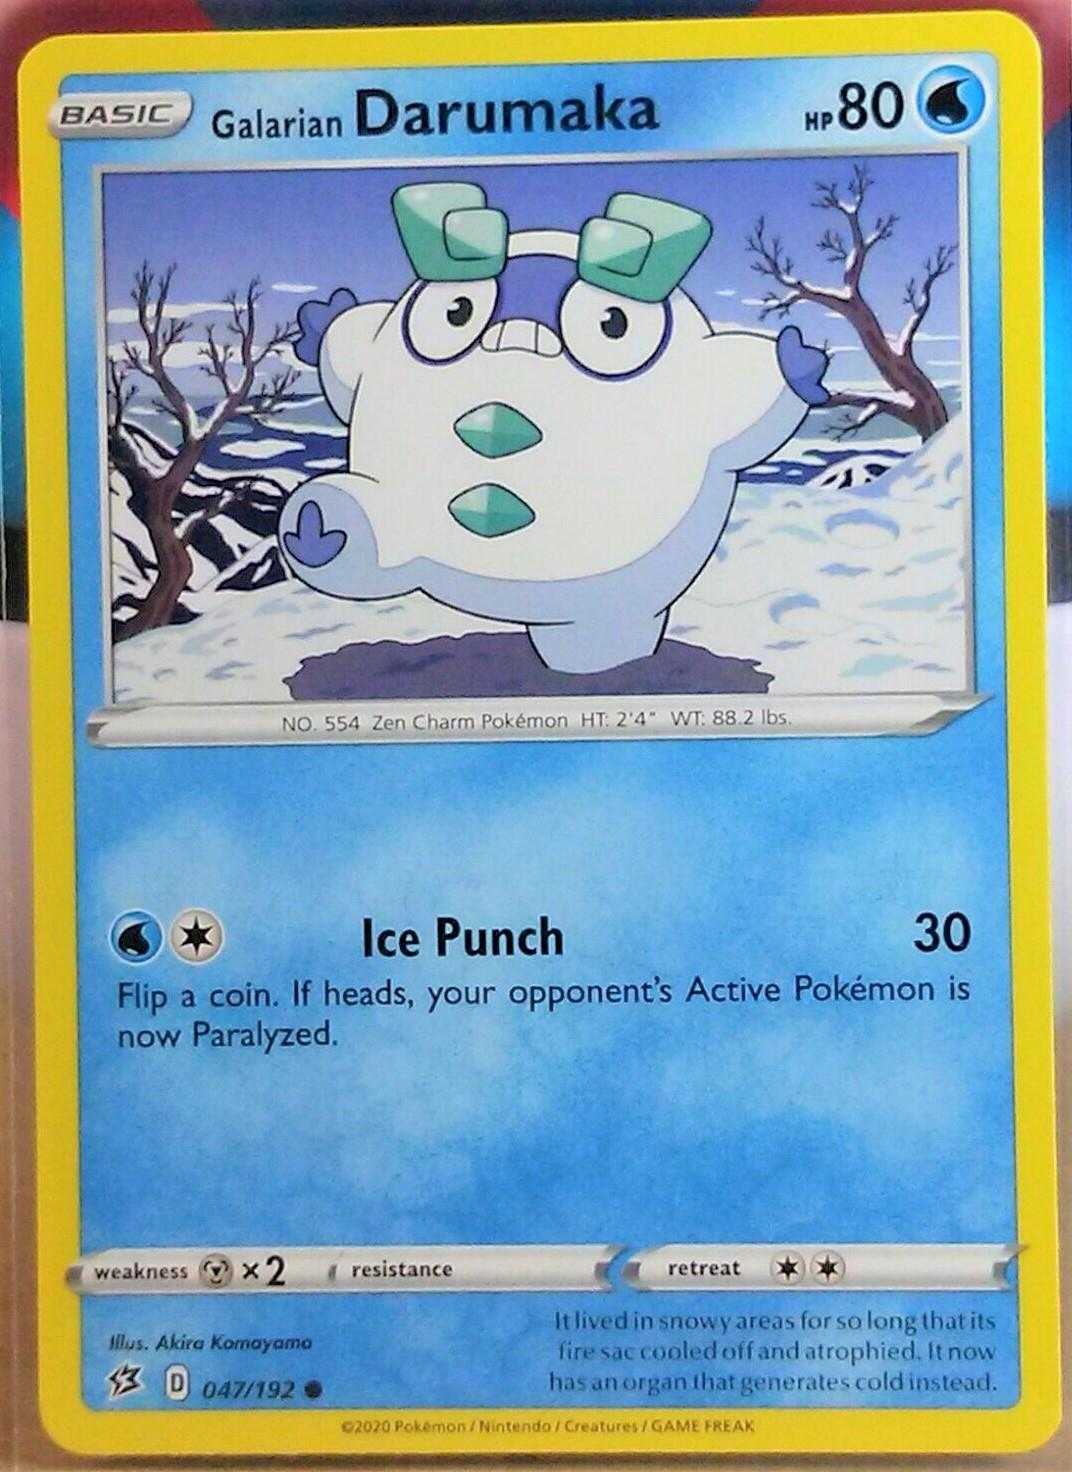 BASIC
Galarian Darumaka HP 80
NO. 554 Zen Charm Pokémon HT: 2'4" WT: 88.2 lbs.
Ice Punch 30
Flip a coin. If heads, your opponent's Active Pokémon is
now Paralyzed.
weakness ×2 resistance retreat
Illus. Akira Komayama
It lived in snowy areas for so long that its
fire sac cooled off and atrophied. It now
has an organ that generates cold instead.
D 047/192
©2020 Pokémon / Nintendo / Creatures / GAME FREAK